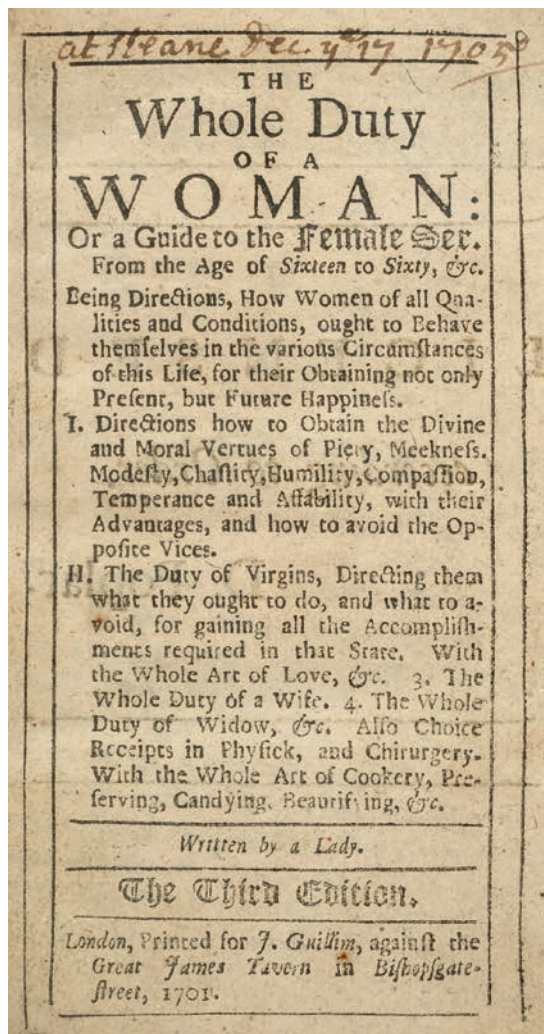 at Sleane Dec. yᵉ 17 1705
THE
Whole Duty
OF A
WOMAN:
Or a Guide to the Female Sex.
From the Age of Sixteen to Sixty, &c.
Being Directions, How Women of all Qua-
lities and Conditions, ought to Behave
themſelves in the various Circumſtances
of this Life, for their Obtaining not only
Preſent, but Future Happineſs.
I. Directions how to Obtain the Divine
and Moral Vertues of Piety, Meekneſs.
Modeſty, Chaſtity, Humility, Compaſſion,
Temperance and Affability, with their
Advantages, and how to avoid the Op-
poſite Vices.
II. The Duty of Virgins, Directing them
what they ought to do, and what to a-
void, for gaining all the Accompliſh-
ments required in that State. With
the Whole Art of Love, &c. 3. The
Whole Duty of a Wife. 4. The Whole
Duty of Widow, &c. Alſo Choice
Receipts in Phyſick, and Chirurgery.
With the Whole Art of Cookery, Pre-
ſerving, Candying, Beautifying, &c.
Written by a Lady.
The Third Edition.
London, Printed for J. Guillim, againſt the
Great James Tavern in Biſhopſgate-
ſtreet, 1701.